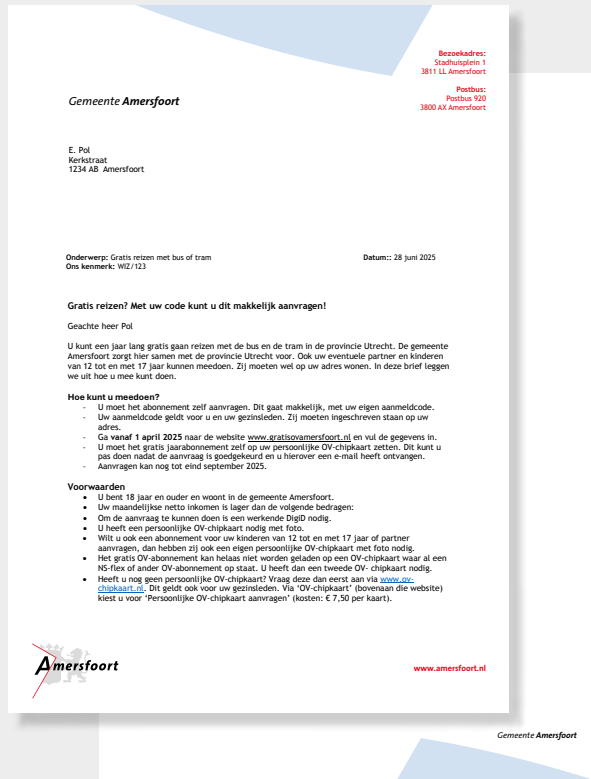 Bezoekadres:
Stadhuisplein 1
3811 LL Amersfoort
Postbus:
Postbus 920
3800 AX Amersfoort
Gemeente Amersfoort
E. Pol
Kerkstraat
1234 AB Amersfoort
Onderwerp: Gratis reizen met bus of tram
Datum:: 28 juni 2025
Ons kenmerk: WIZ/123
Gratis reizen? Met uw code kunt u dit makkelijk aanvragen!
Geachte heer Pol
U kunt een jaar lang gratis gaan reizen met de bus en de tram in de provincie Utrecht. De gemeente
Amersfoort zorgt hier samen met de provincie Utrecht voor. Ook uw eventuele partner en kinderen
van 12 tot en met 17 jaar kunnen meedoen. Zij moeten wel op uw adres wonen. In deze brief leggen
we uit hoe u mee kunt doen.
Hoe kunt u meedoen?
- U moet het abonnement zelf aanvragen. Dit gaat makkelijk, met uw eigen aanmeldcode.
- Uw aanmeldcode geldt voor u en uw gezinsleden. Zij moeten ingeschreven staan op uw
adres.
- Ga vanaf 1 april 2025 naar de website www.gratisovamersfoort.nl en vul de gegevens in.
- U moet het gratis jaarabonnement zelf op uw persoonlijke OV-chipkaart zetten. Dit kunt u
pas doen nadat de aanvraag is goedgekeurd en u hierover een e-mail heeft ontvangen.
- Aanvragen kan nog tot eind september 2025.
Voorwaarden
• U bent 18 jaar en ouder en woont in de gemeente Amersfoort.
• Uw maandelijkse netto inkomen is lager dan de volgende bedragen:
• Om de aanvraag te kunnen doen is een werkende DigiD nodig.
• U heeft een persoonlijke OV-chipkaart nodig met foto.
• Wilt u ook een abonnement voor uw kinderen van 12 tot en met 17 jaar of partner
aanvragen, dan hebben zij ook een eigen persoonlijke OV-chipkaart met foto nodig.
• Het gratis OV-abonnement kan helaas niet worden geladen op een OV-chipkaart waar al een
NS-flex of ander OV-abonnement op staat. U heeft dan een tweede OV- chipkaart nodig.
• Heeft u nog geen persoonlijke OV-chipkaart? Vraag deze dan eerst aan via www.ov-
chipkaart.nl. Dit geldt ook voor uw gezinsleden. Via ‘OV-chipkaart’ (bovenaan die website)
kiest u voor ‘Persoonlijke OV-chipkaart aanvragen’ (kosten: € 7,50 per kaart).
Amersfoort
www.amersfoort.nl
Gemeente Amersfoort